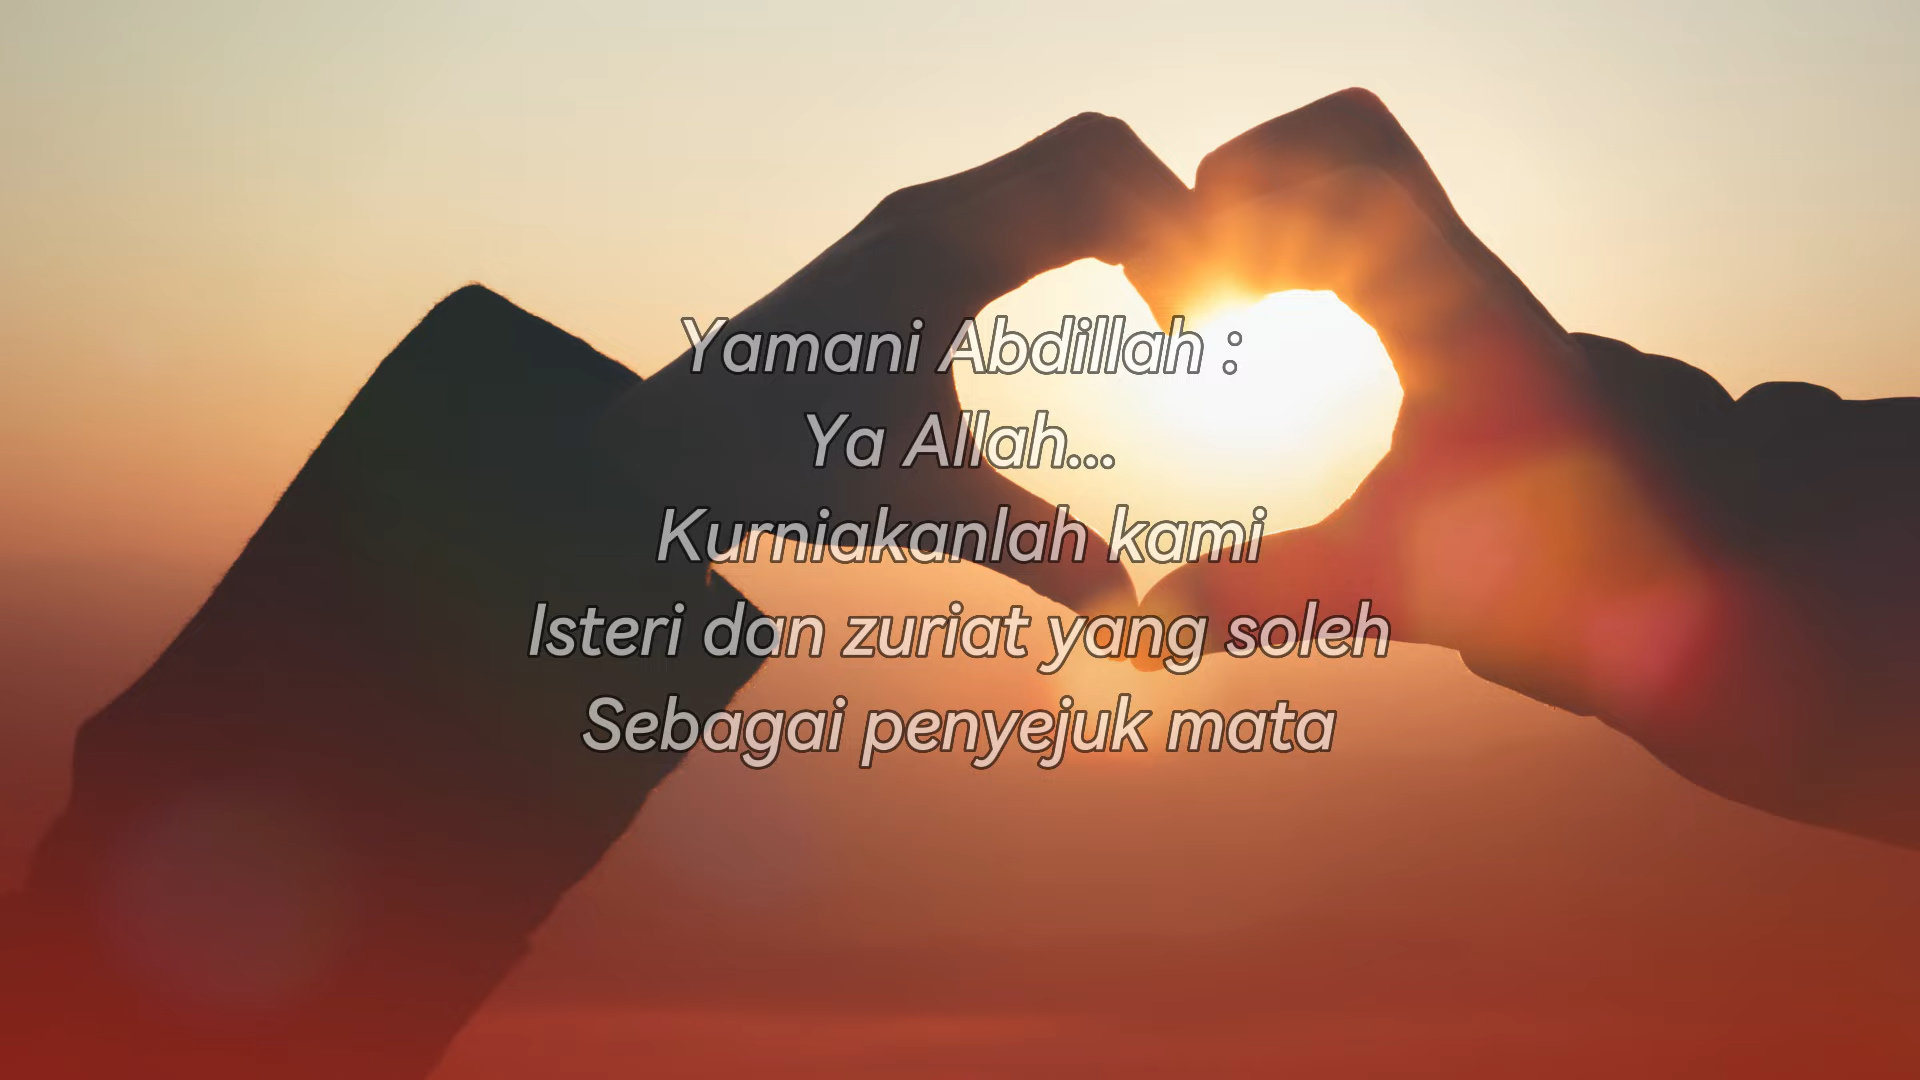 Yamani Abdillah :
Ya Allah...
Kurniakanlah kami
Isteri dan zuriat yang soleh
Sebagai penyejuk mata